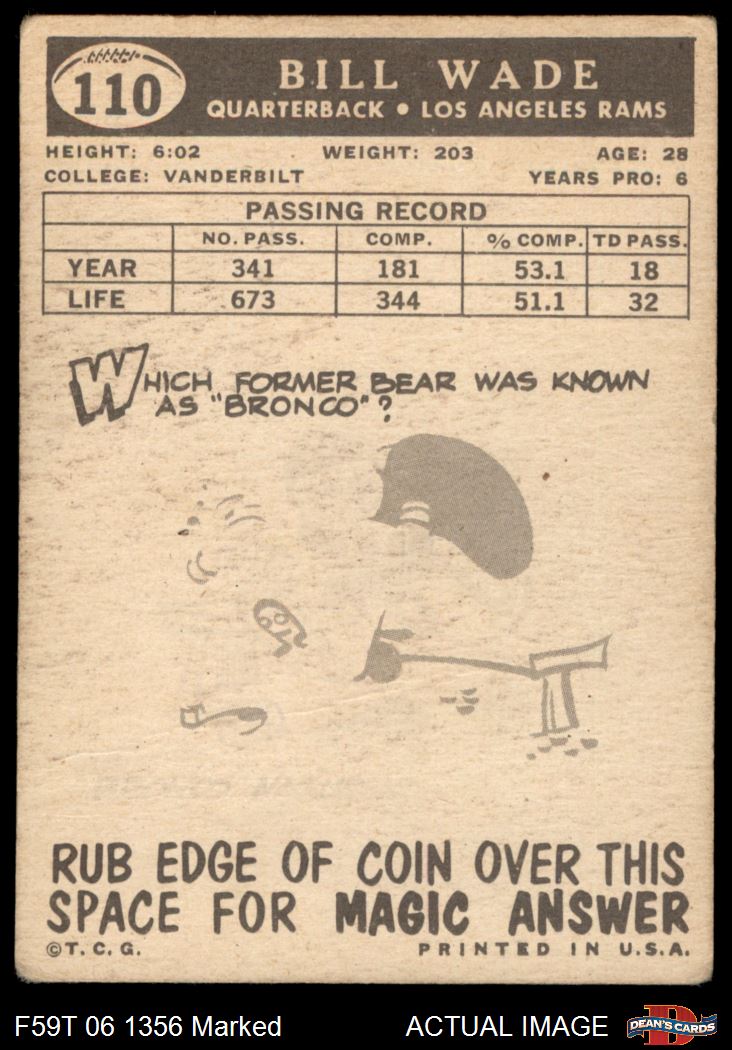 110
BILL WADE
QUARTERBACK • LOS ANGELES RAMS
HEIGHT: 6:02 WEIGHT: 203 AGE: 28
COLLEGE: VANDERBILT YEARS PRO: 6
PASSING RECORD
NO. PASS. COMP. % COMP. TD PASS.
YEAR 341 181 53.1 18
LIFE 673 344 51.1 32
WHICH FORMER BEAR WAS KNOWN
AS "BRONCO"?
RUB EDGE OF COIN OVER THIS
SPACE FOR MAGIC ANSWER
©T.C.G. PRINTED IN U.S.A.
F59T 06 1356 Marked ACTUAL IMAGE DEAN'S CARDS